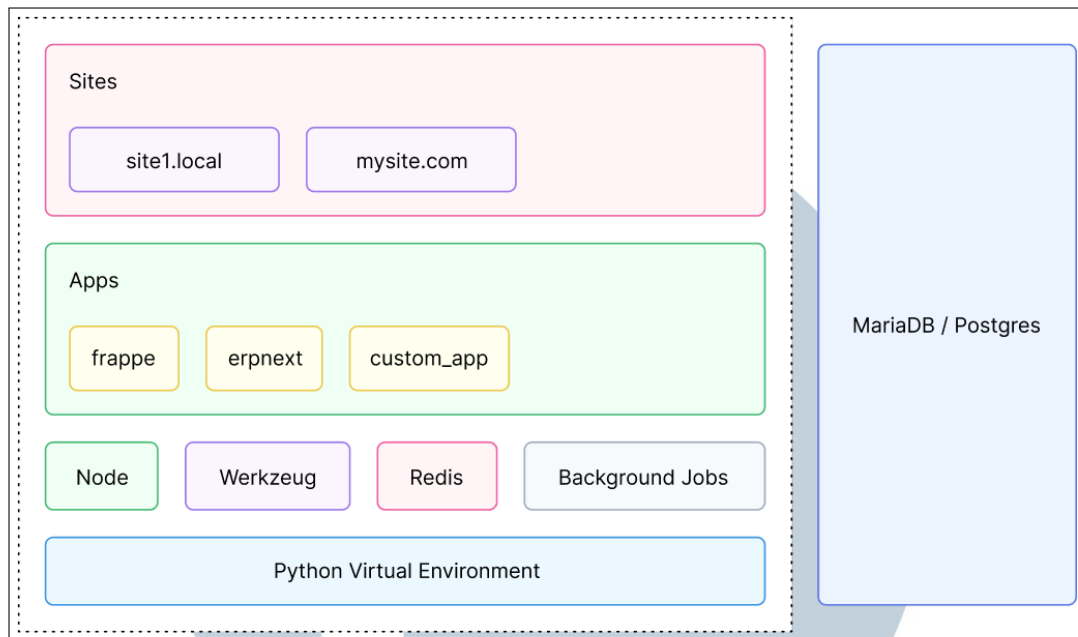 Sites
site1.local
mysite.com
Apps
frappe
erpnext
custom_app
MariaDB / Postgres
Node
Werkzeug
Redis
Background Jobs
Python Virtual Environment